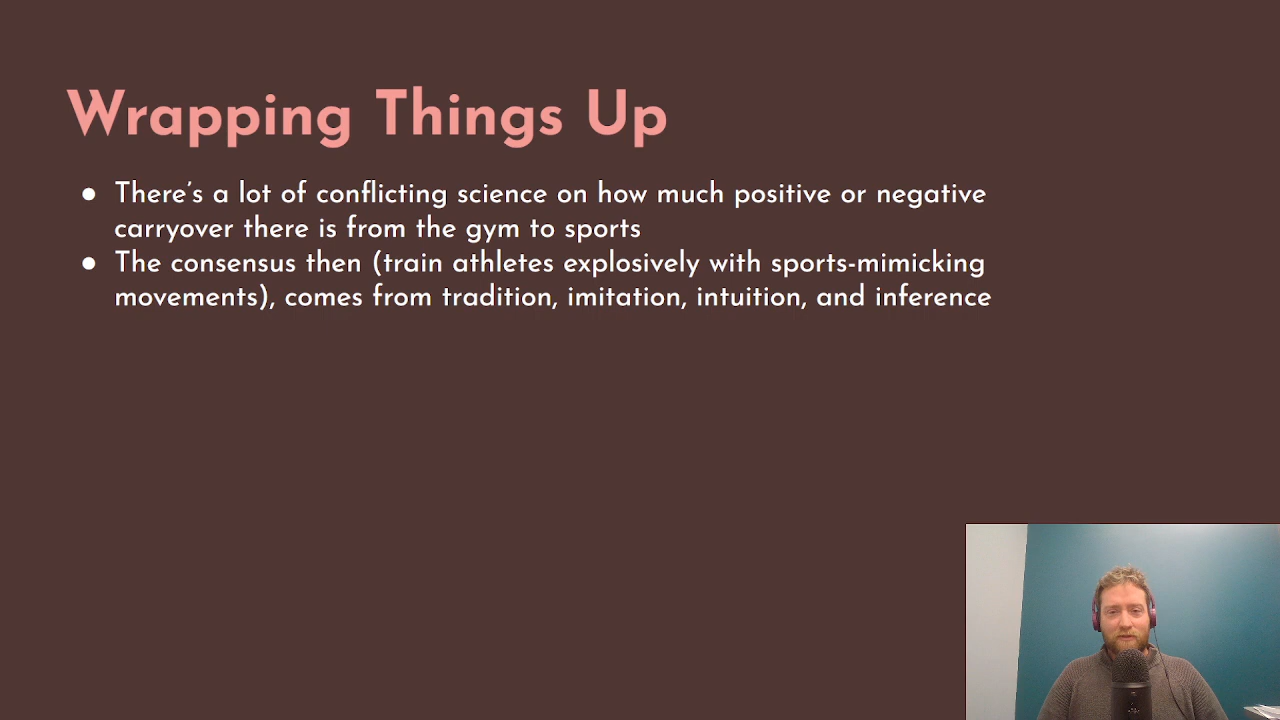 Wrapping Things Up
● There's a lot of conflicting science on how much positive or negative
carryover there is from the gym to sports
● The consensus then (train athletes explosively with sports-mimicking
movements), comes from tradition, imitation, intuition, and inference